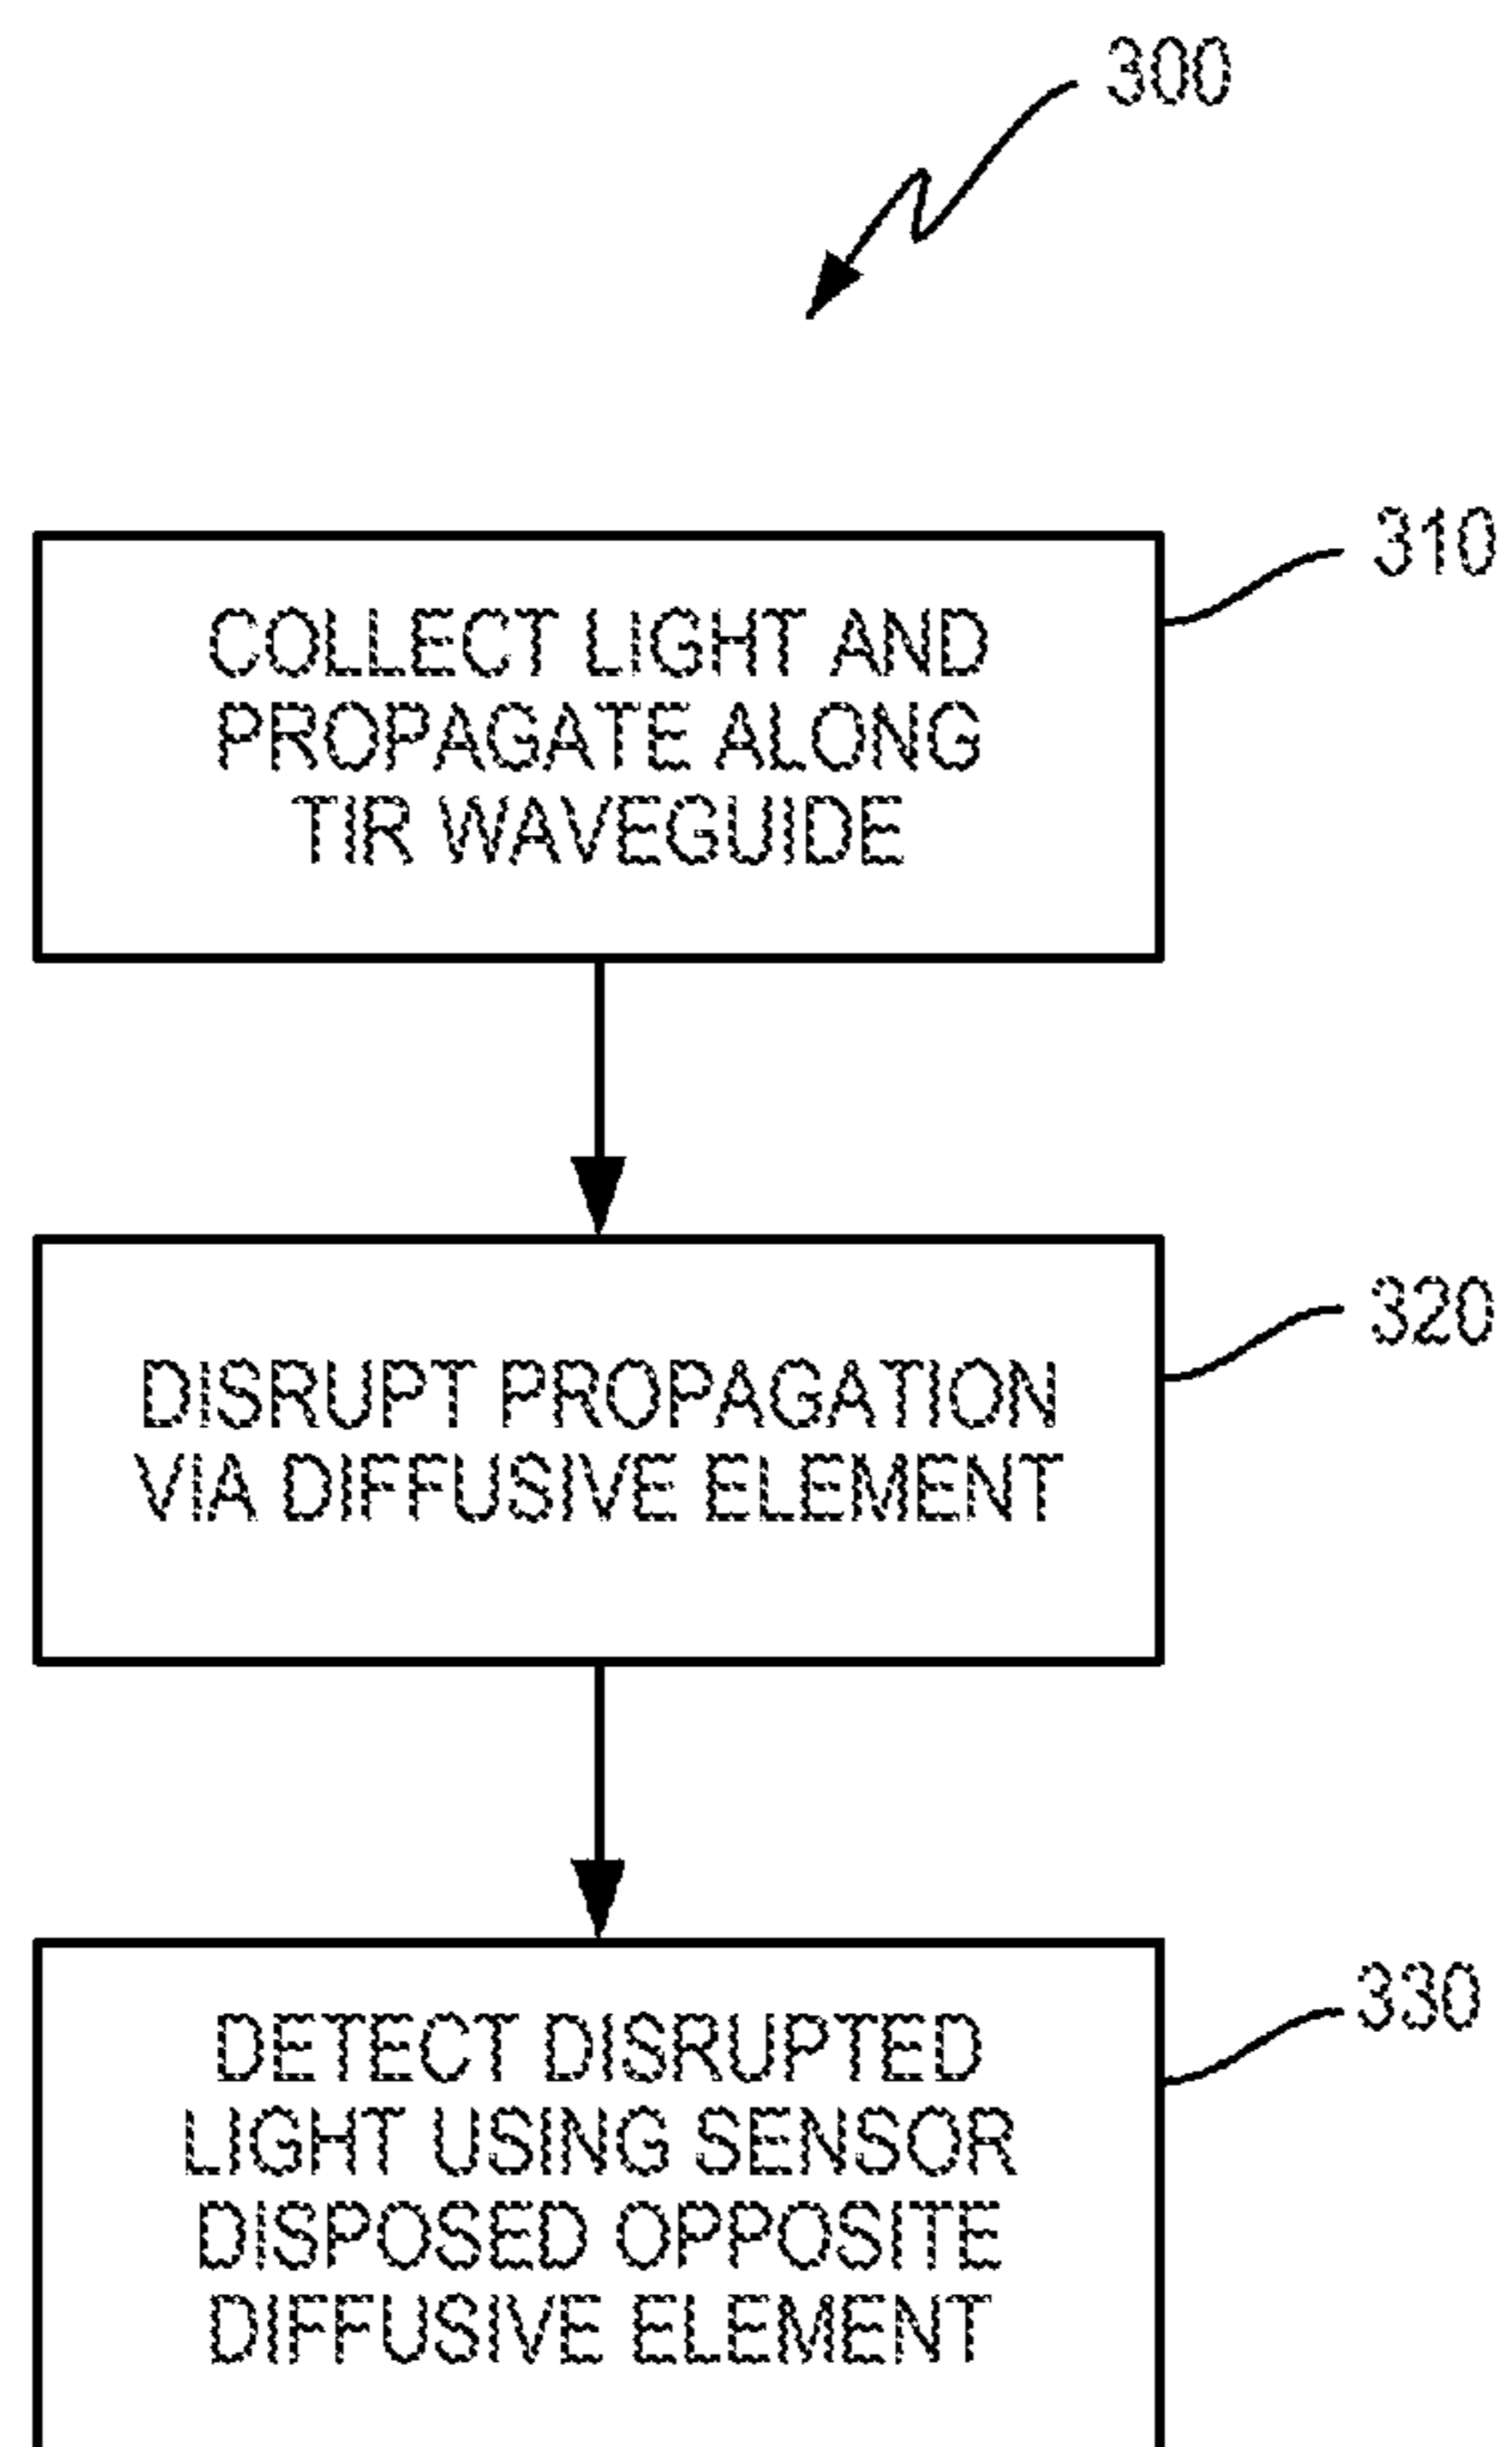 300
310
COLLECT LIGHT AND
PROPAGATE ALONG
TIR WAVEGUIDE
320
DISRUPT PROPAGATION
VIA DIFFUSIVE ELEMENT
330
DETECT DISRUPTED
LIGHT USING SENSOR
DISPOSED OPPOSITE
DIFFUSIVE ELEMENT